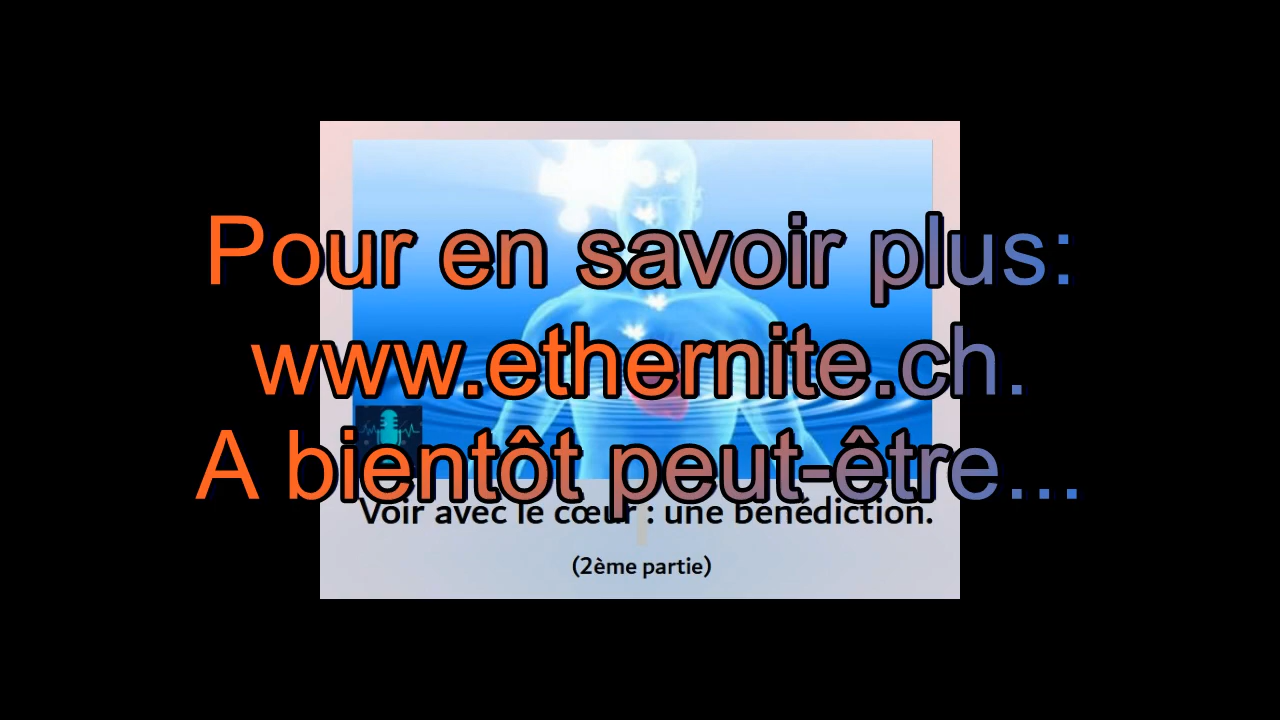 Pour en savoir plus:
www.ethernite.ch.
A bientôt peut-être...
Voir avec le cœur : une bénédiction.
(2ème partie)